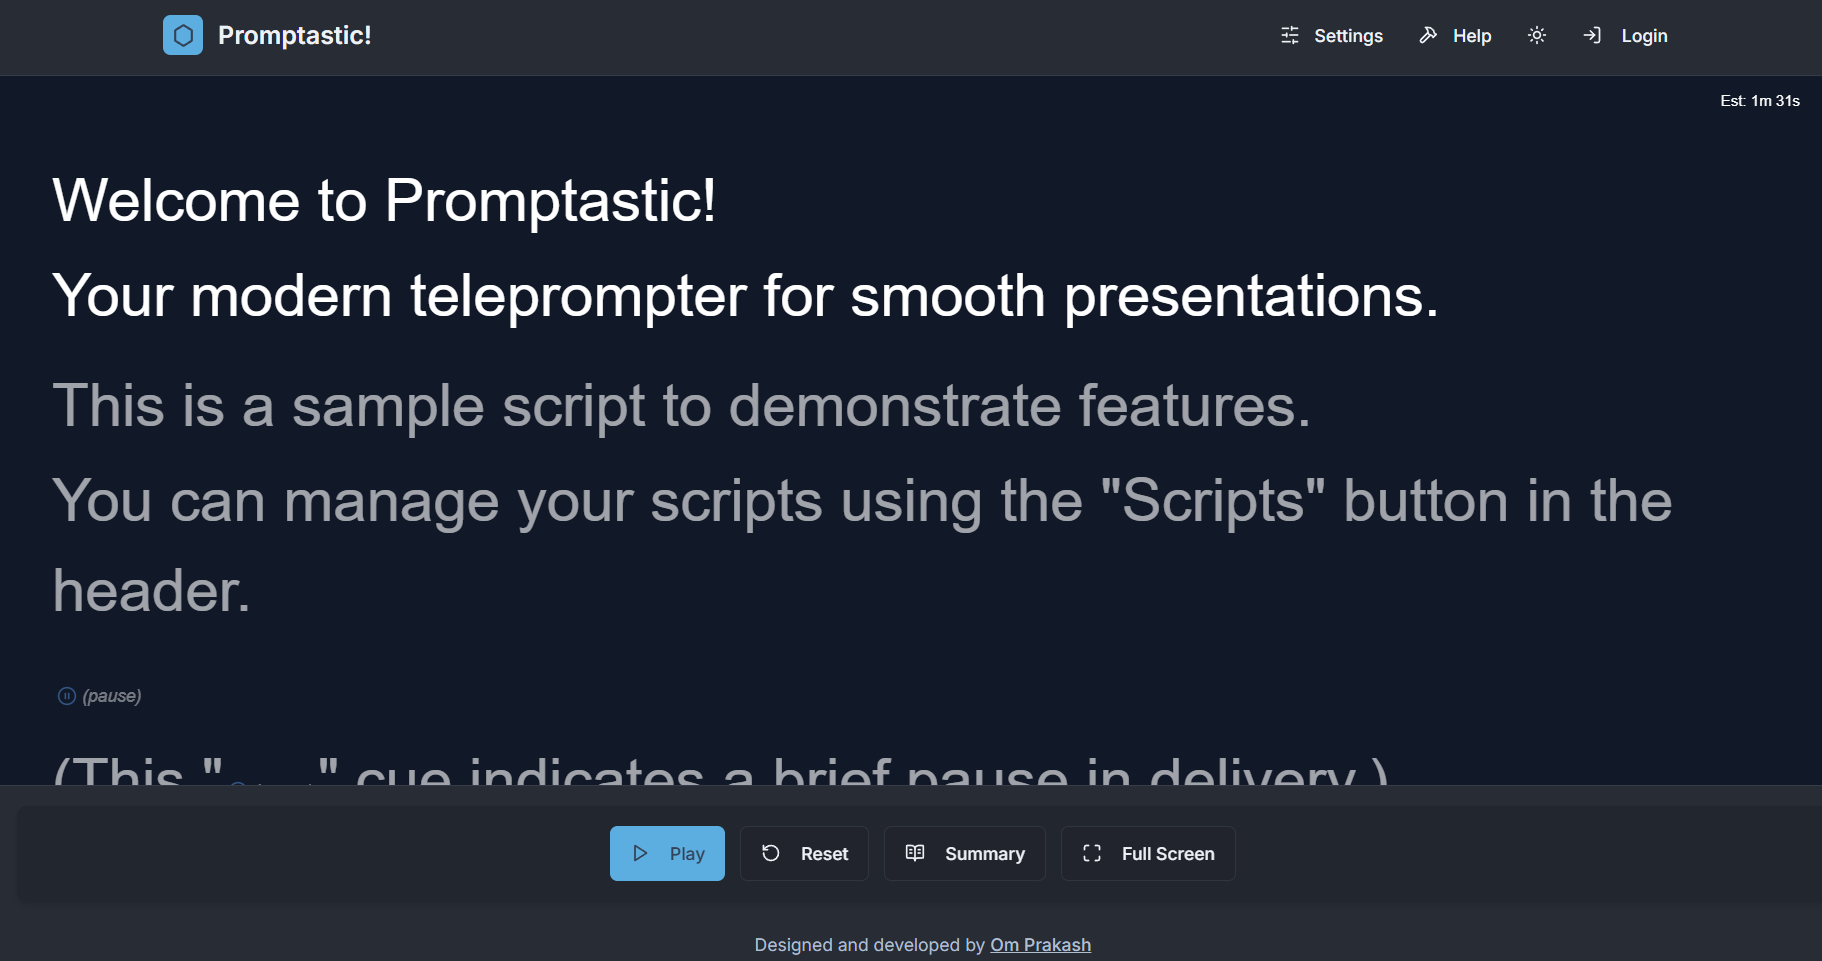 Promptastic!
Settings
Help
Login
Est: 1m 31s
Welcome to Promptastic!
Your modern teleprompter for smooth presentations.
This is a sample script to demonstrate features.
You can manage your scripts using the "Scripts" button in the
header.
(pause)
(This " " cue indicates a brief pause in delivery.)
Play
Reset
Summary
Full Screen
Designed and developed by Om Prakash